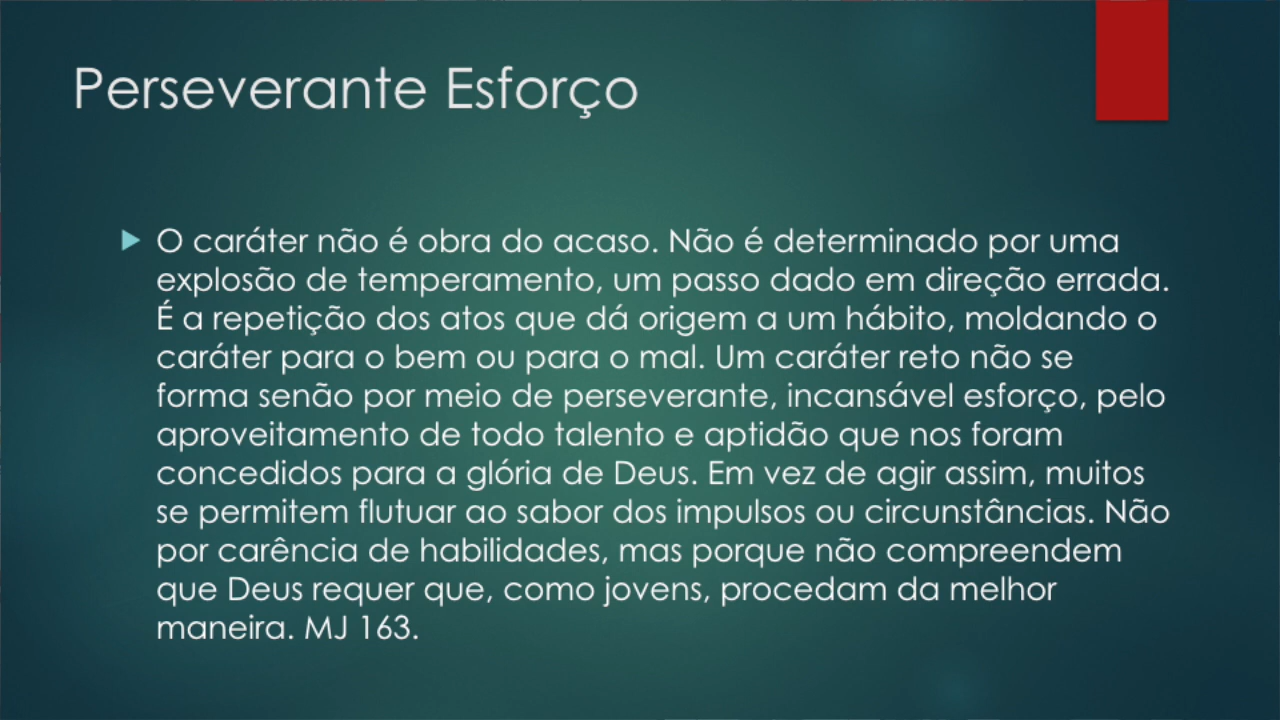 Perseverante Esforço
O caráter não é obra do acaso. Não é determinado por uma
explosão de temperamento, um passo dado em direção errada.
É a repetição dos atos que dá origem a um hábito, moldando o
caráter para o bem ou para o mal. Um caráter reto não se
forma senão por meio de perseverante, incansável esforço, pelo
aproveitamento de todo talento e aptidão que nos foram
concedidos para a glória de Deus. Em vez de agir assim, muitos
se permitem flutuar ao sabor dos impulsos ou circunstâncias. Não
por carência de habilidades, mas porque não compreendem
que Deus requer que, como jovens, procedam da melhor
maneira. MJ 163.